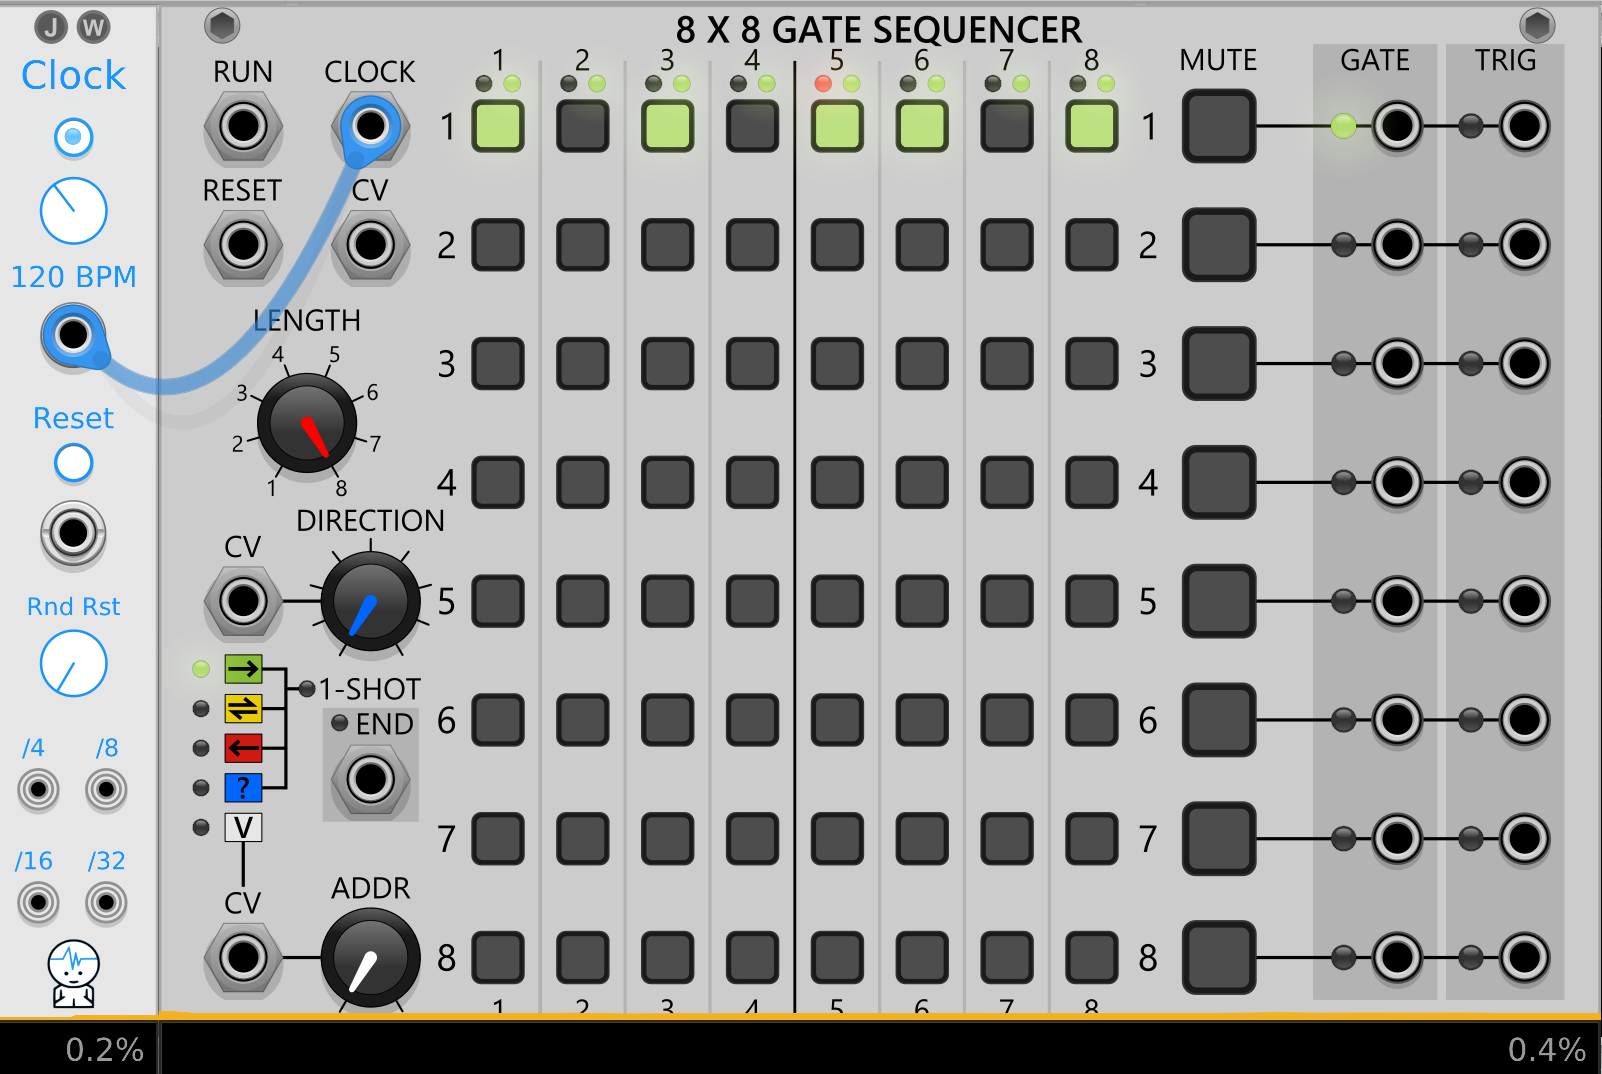 J W
Clock
120 BPM
Reset
Rnd Rst
/4 /8
/16 /32
0.2%
8 X 8 GATE SEQUENCER
RUN CLOCK
RESET CV
LENGTH
1 2 3 4 5 6 7 8
DIRECTION
CV
1-SHOT
END
?
V
CV
ADDR
1 2 3 4 5 6 7 8
1
2
3
4
5
6
7
8
1 2 3 4 5 6 7 8
MUTE GATE TRIG
1
2
3
4
5
6
7
8
0.4%